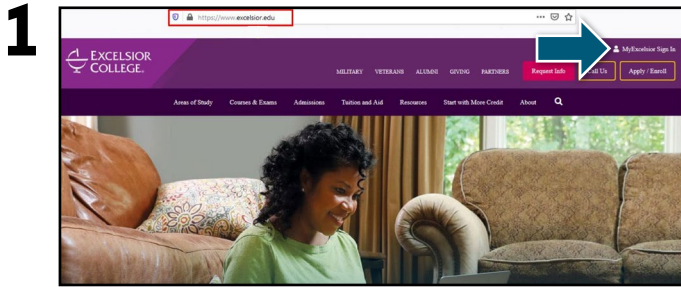 1
https://www.excelsior.edu
MyExcelsior Sign In
EXCELSIOR
COLLEGE
MILITARY VETERANS ALUMNI GIVING PARTNERS Request Info Call Us Apply / Enroll
Areas of Study Courses & Exams Admissions Tuition and Aid Resources Start with More Credit About